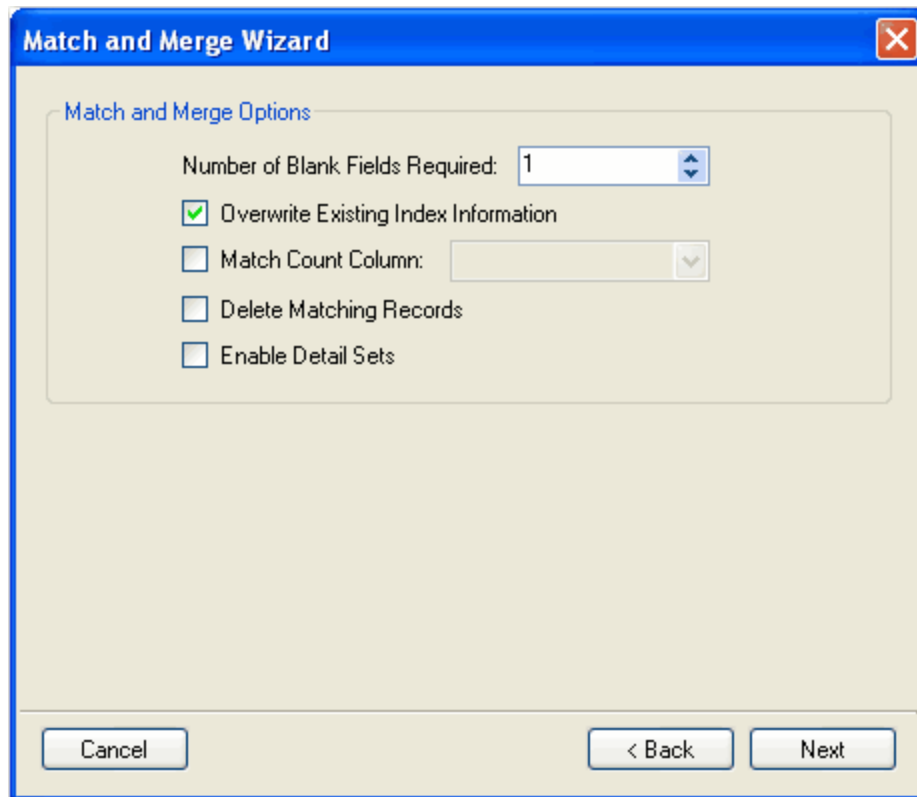 Match and Merge Wizard
Match and Merge Options
Number of Blank Fields Required: 1
Overwrite Existing Index Information
Match Count Column:
Delete Matching Records
Enable Detail Sets
Cancel < Back Next